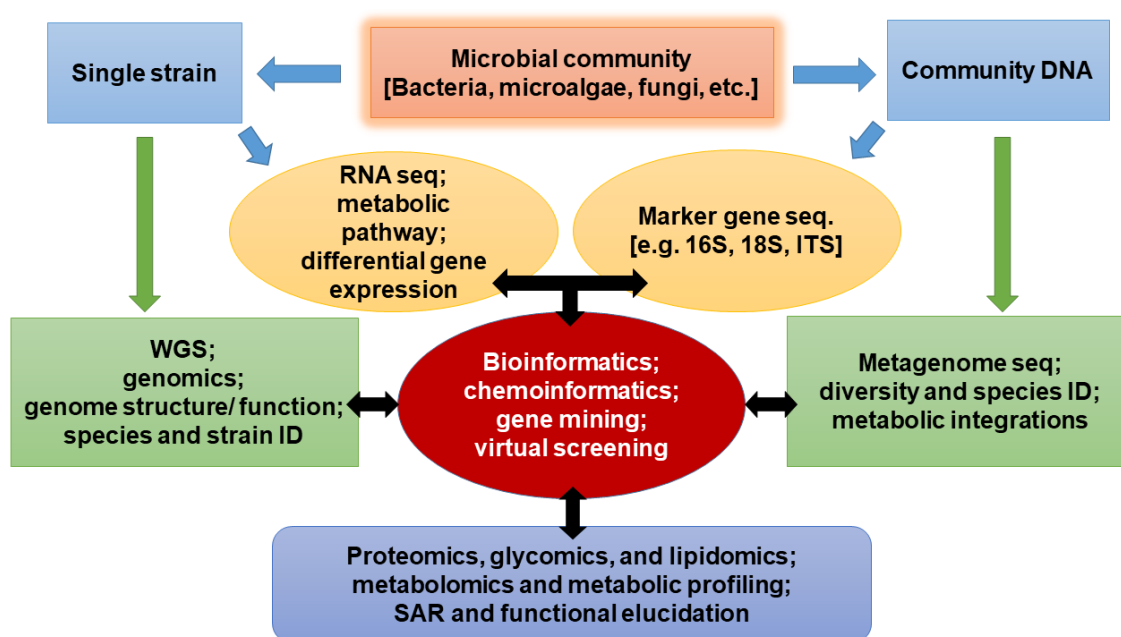 Single strain
Microbial community
[Bacteria, microalgae, fungi, etc.]
Community DNA
RNA seq;
metabolic
pathway;
differential gene
expression
Marker gene seq.
[e.g. 16S, 18S, ITS]
WGS;
genomics;
genome structure/ function;
species and strain ID
Bioinformatics;
chemoinformatics;
gene mining;
virtual screening
Metagenome seq;
diversity and species ID;
metabolic integrations
Proteomics, glycomics, and lipidomics;
metabolomics and metabolic profiling;
SAR and functional elucidation